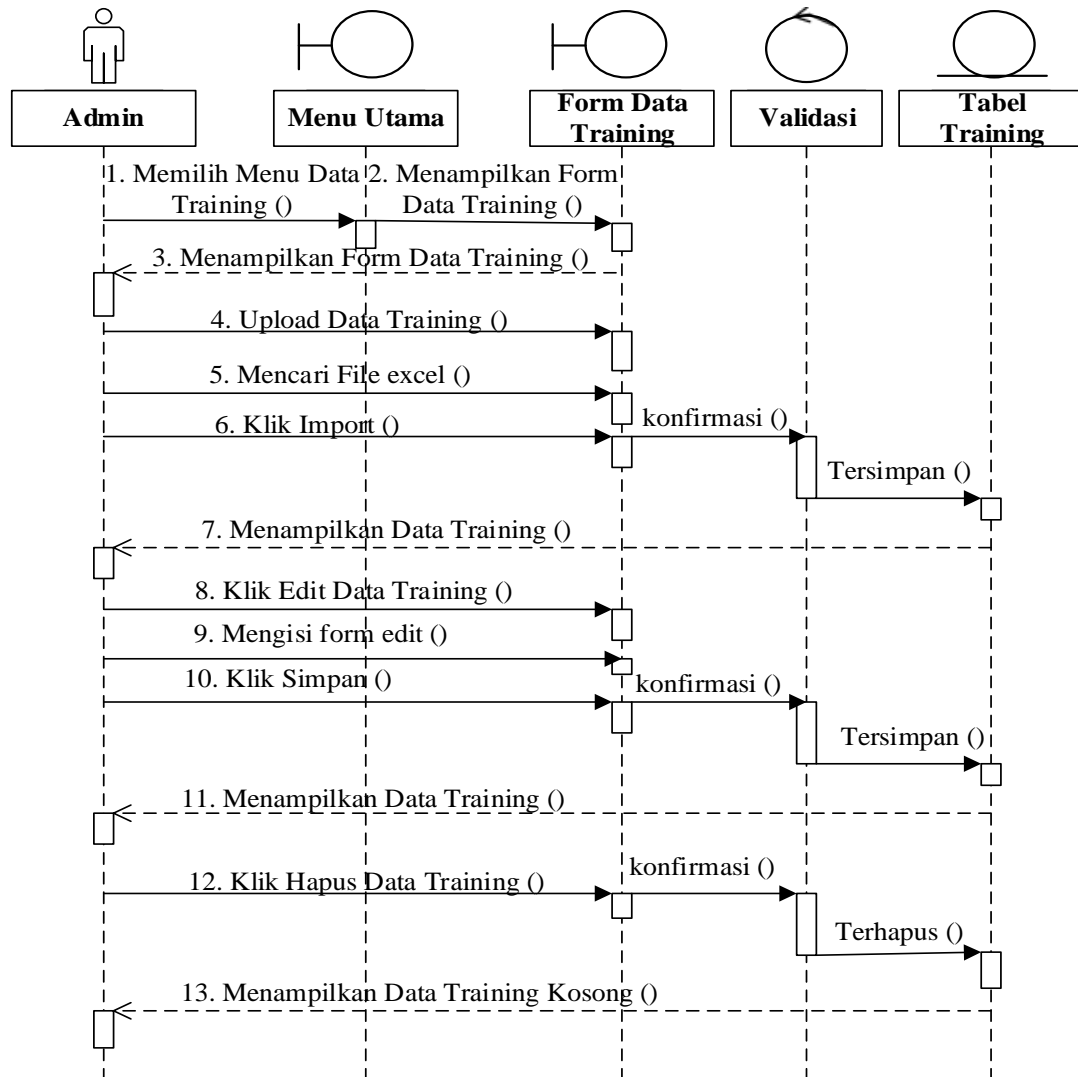 Admin
Menu Utama
Form Data
Training
Validasi
Tabel
Training
1. Memilih Menu Data
Training ()
2. Menampilkan Form
Data Training ()
3. Menampilkan Form Data Training ()
4. Upload Data Training ()
5. Mencari File excel ()
6. Klik Import ()
konfirmasi ()
Tersimpan ()
7. Menampilkan Data Training ()
8. Klik Edit Data Training ()
9. Mengisi form edit ()
10. Klik Simpan ()
konfirmasi ()
Tersimpan ()
11. Menampilkan Data Training ()
12. Klik Hapus Data Training ()
konfirmasi ()
Terhapus ()
13. Menampilkan Data Training Kosong ()